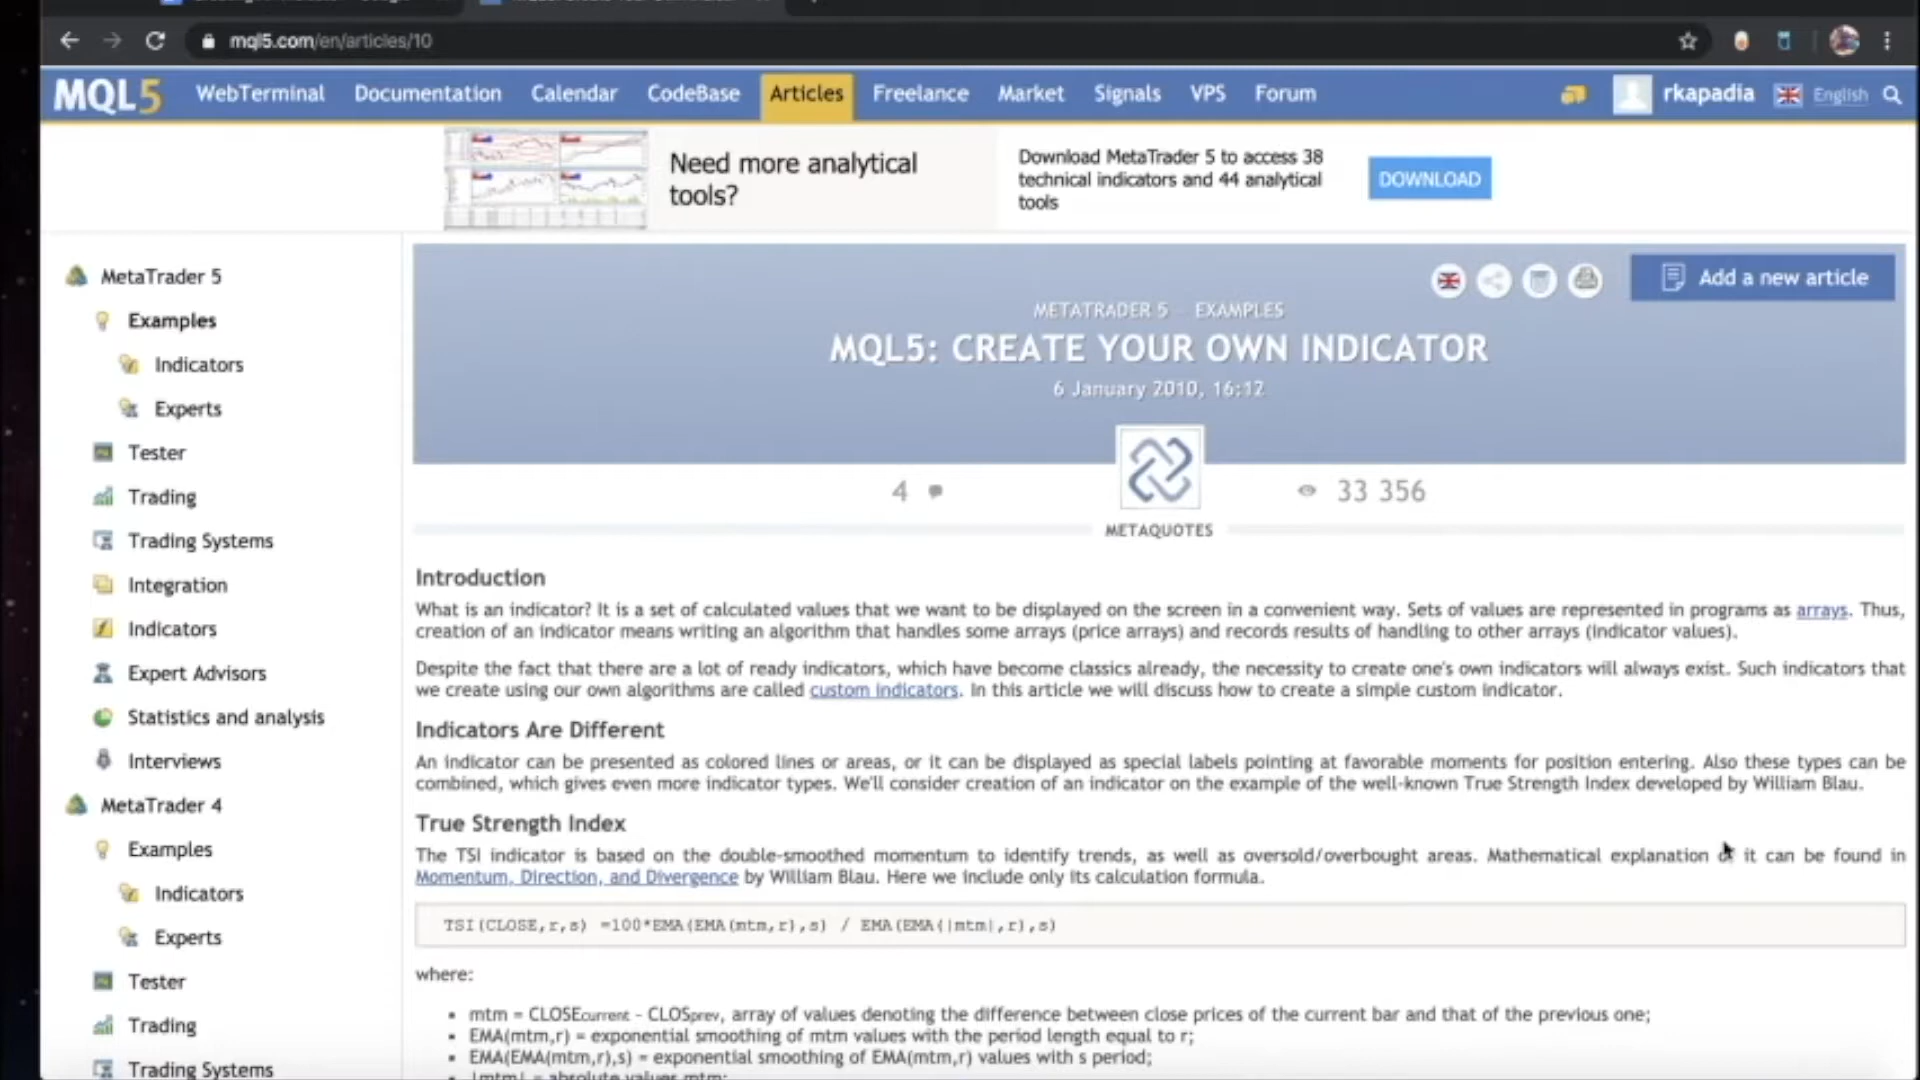 mql5.com/en/articles/10
MQL5 WebTerminal Documentation Calendar CodeBase Articles Freelance Market Signals VPS Forum rkapadia English
Need more analytical
tools?
Download MetaTrader 5 to access 38
technical indicators and 44 analytical
tools
DOWNLOAD
MetaTrader 5
Examples
Indicators
Experts
Tester
Trading
Trading Systems
Integration
Indicators
Expert Advisors
Statistics and analysis
Interviews
MetaTrader 4
Examples
Indicators
Experts
Tester
Trading
Trading Systems
Add a new article
METATRADER 5 – EXAMPLES
MQL5: CREATE YOUR OWN INDICATOR
6 January 2010, 16:12
4
33 356
METAQUOTES
Introduction
What is an indicator? It is a set of calculated values that we want to be displayed on the screen in a convenient way. Sets of values are represented in programs as arrays. Thus,
creation of an indicator means writing an algorithm that handles some arrays (price arrays) and records results of handling to other arrays (indicator values).
Despite the fact that there are a lot of ready indicators, which have become classics already, the necessity to create one's own indicators will always exist. Such indicators that
we create using our own algorithms are called custom indicators. In this article we will discuss how to create a simple custom indicator.
Indicators Are Different
An indicator can be presented as colored lines or areas, or it can be displayed as special labels pointing at favorable moments for position entering. Also these types can be
combined, which gives even more indicator types. We'll consider creation of an indicator on the example of the well-known True Strength Index developed by William Blau.
True Strength Index
The TSI indicator is based on the double-smoothed momentum to identify trends, as well as oversold/overbought areas. Mathematical explanation of it can be found in
Momentum, Direction, and Divergence by William Blau. Here we include only its calculation formula.
TSI(CLOSE,r,s) =100*EMA(EMA(mtm,r),s) / EMA(EMA(|mtm|,r),s)
where:
mtm = CLOSEcurrent – CLOSprev, array of values denoting the difference between close prices of the current bar and that of the previous one;
EMA(mtm,r) = exponential smoothing of mtm values with the period length equal to r;
EMA(EMA(mtm,r),s) = exponential smoothing of EMA(mtm,r) values with s period;
|mtm| = absolute values mtm;